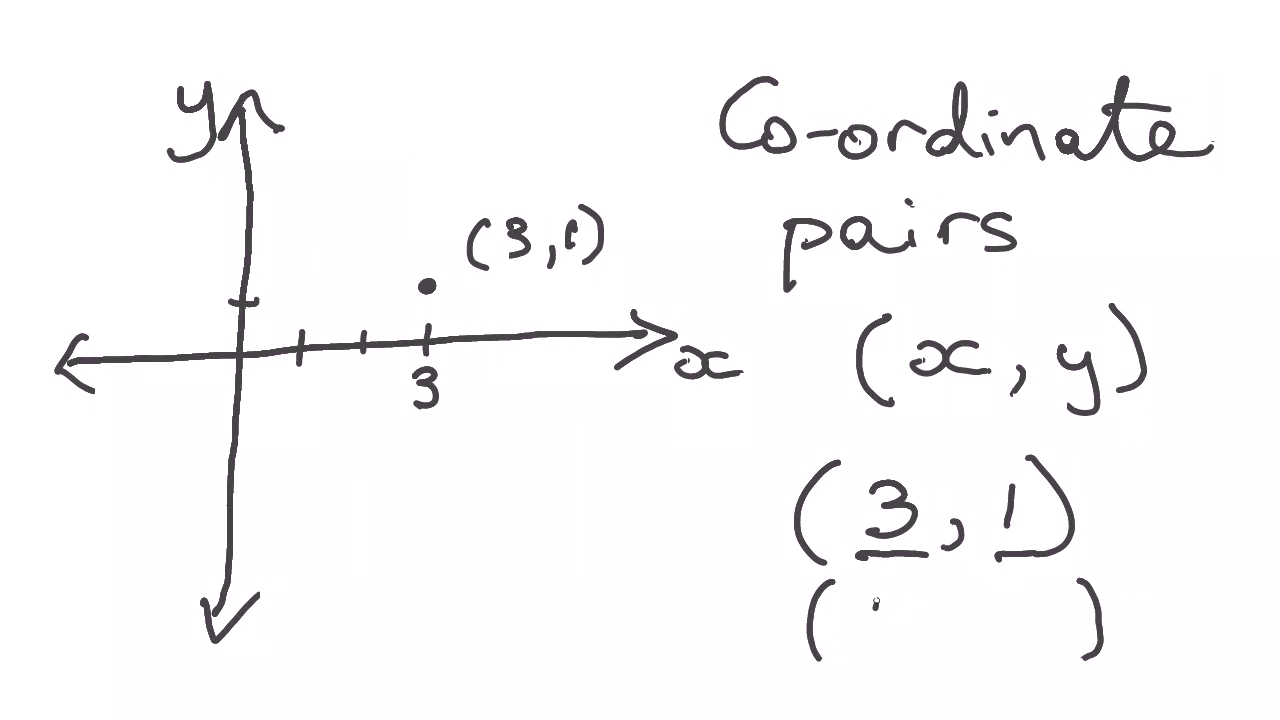 y
(3,1)
x
3
Co-ordinate
pairs
(x, y)
(3, 1)
( )